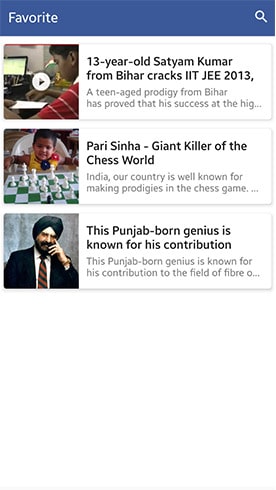 Favorite
13-year-old Satyam Kumar
from Bihar cracks IIT JEE 2013,
A teen-aged prodigy from Bihar
has proved that his success at the hig...
Pari Sinha - Giant Killer of the
Chess World
India, our country is well known for
making prodigies in the chess game. ...
This Punjab-born genius is
known for his contribution
This Punjab-born genius is known for
his contribution to the field of fibre o...